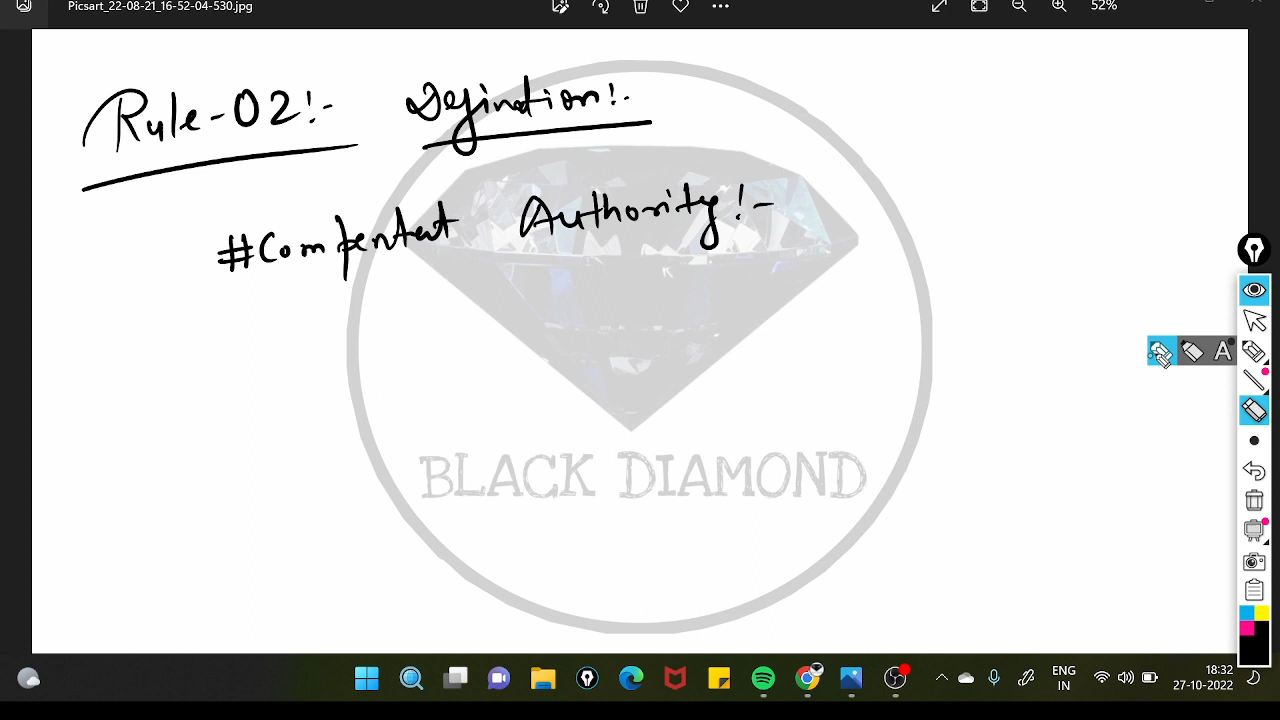 Picsart_22-08-21_16-52-04-530.jpg
52%
Rule-02:- Defination:-
#Compentent Authority:-
BLACK DIAMOND
A
ENG
IN
18:32
27-10-2022